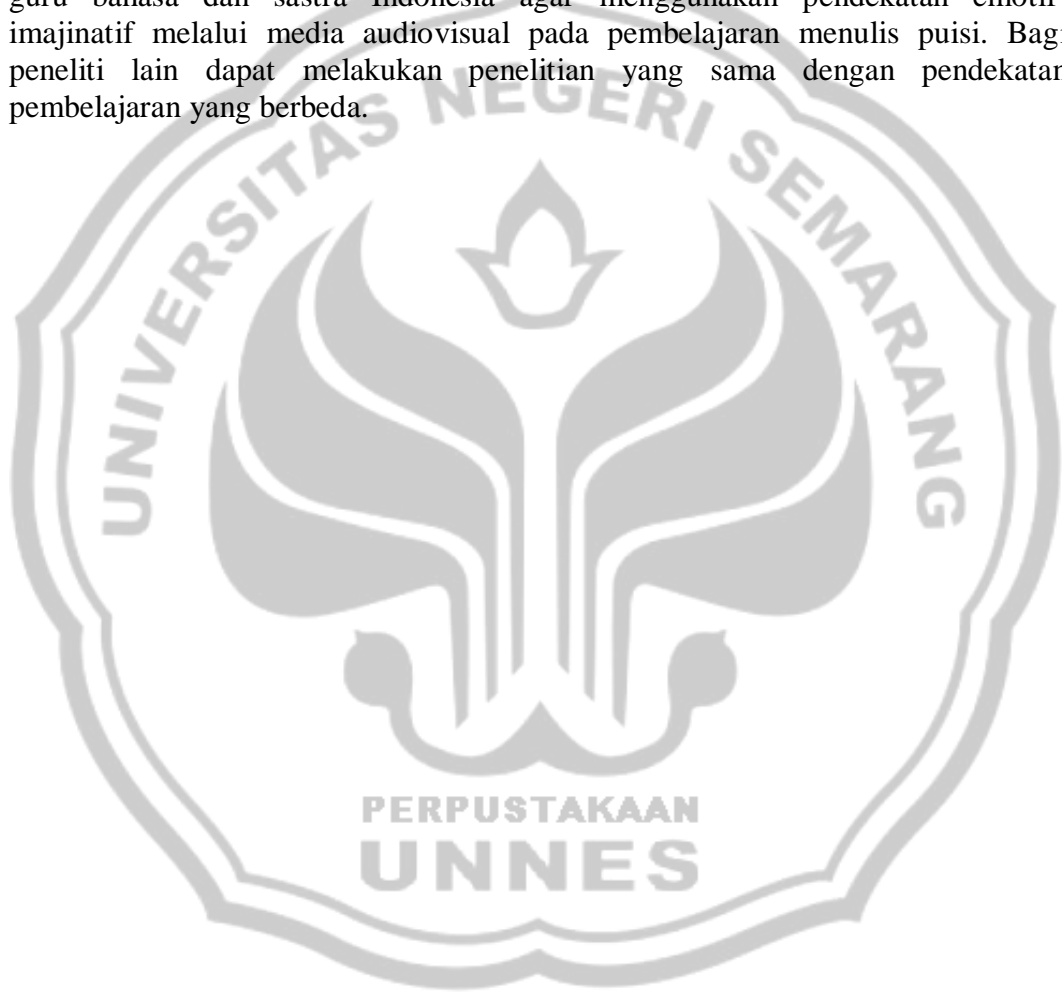 guru bahasa dan sastra Indonesia agar menggunakan pendekatan emotif
imajinatif melalui media audiovisual pada pembelajaran menulis puisi. Bagi
peneliti lain dapat melakukan penelitian yang sama dengan pendekatan
pembelajaran yang berbeda.
UNIVERSITAS NEGERI SEMARANG
PERPUSTAKAAN
UNNES